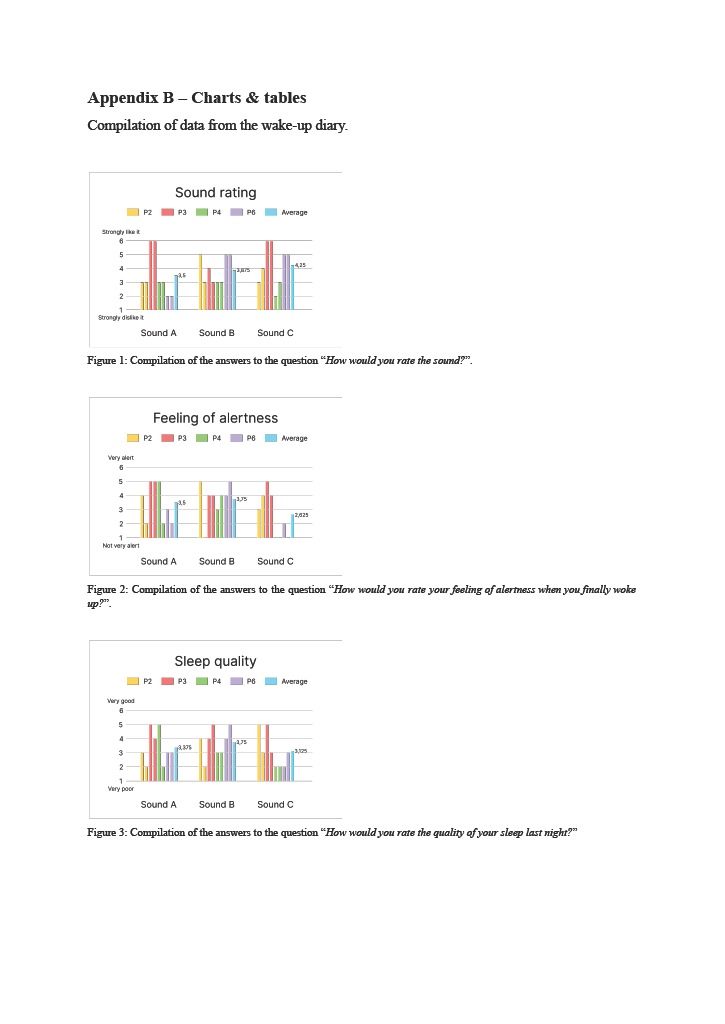 Appendix B – Charts & tables
Compilation of data from the wake-up diary.
Sound rating
P2 P3 P4 P6 Average
Strongly like it
6
5
4
3
2
1
Strongly dislike it
3,5
3,875
4,25
Sound A Sound B Sound C
Figure 1: Compilation of the answers to the question “How would you rate the sound?”.
Feeling of alertness
P2 P3 P4 P6 Average
Very alert
6
5
4
3
2
1
Not very alert
3,5
3,75
2,625
Sound A Sound B Sound C
Figure 2: Compilation of the answers to the question “How would you rate your feeling of alertness when you finally woke
up?”.
Sleep quality
P2 P3 P4 P6 Average
Very good
6
5
4
3
2
1
Very poor
3,375
3,75
3,125
Sound A Sound B Sound C
Figure 3: Compilation of the answers to the question “How would you rate the quality of your sleep last night?”